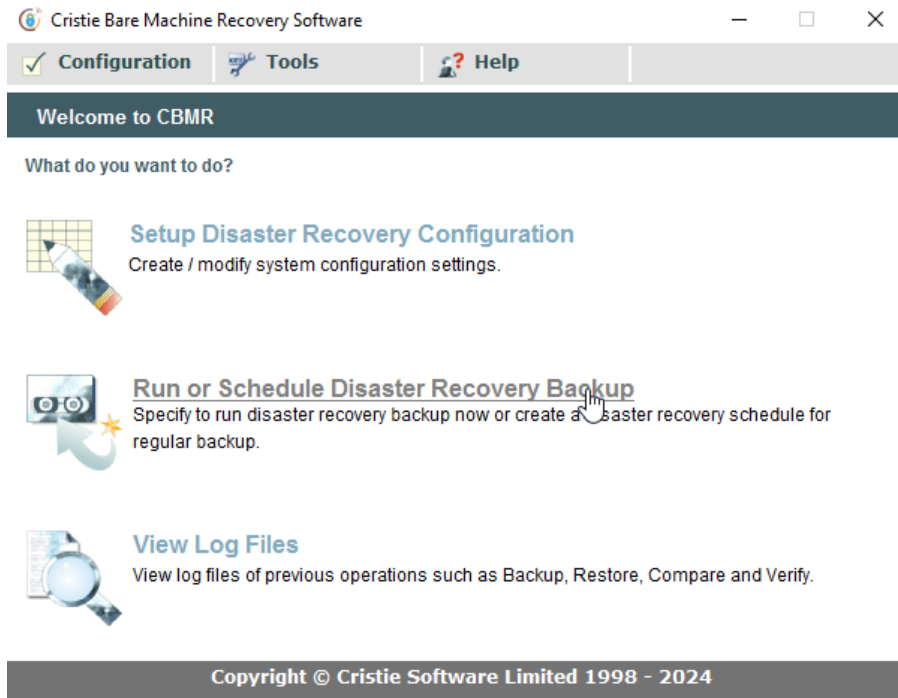 Cristie Bare Machine Recovery Software
Configuration Tools Help
Welcome to CBMR
What do you want to do?
Setup Disaster Recovery Configuration
Create / modify system configuration settings.
Run or Schedule Disaster Recovery Backup
Specify to run disaster recovery backup now or create a disaster recovery schedule for
regular backup.
View Log Files
View log files of previous operations such as Backup, Restore, Compare and Verify.
Copyright © Cristie Software Limited 1998 - 2024